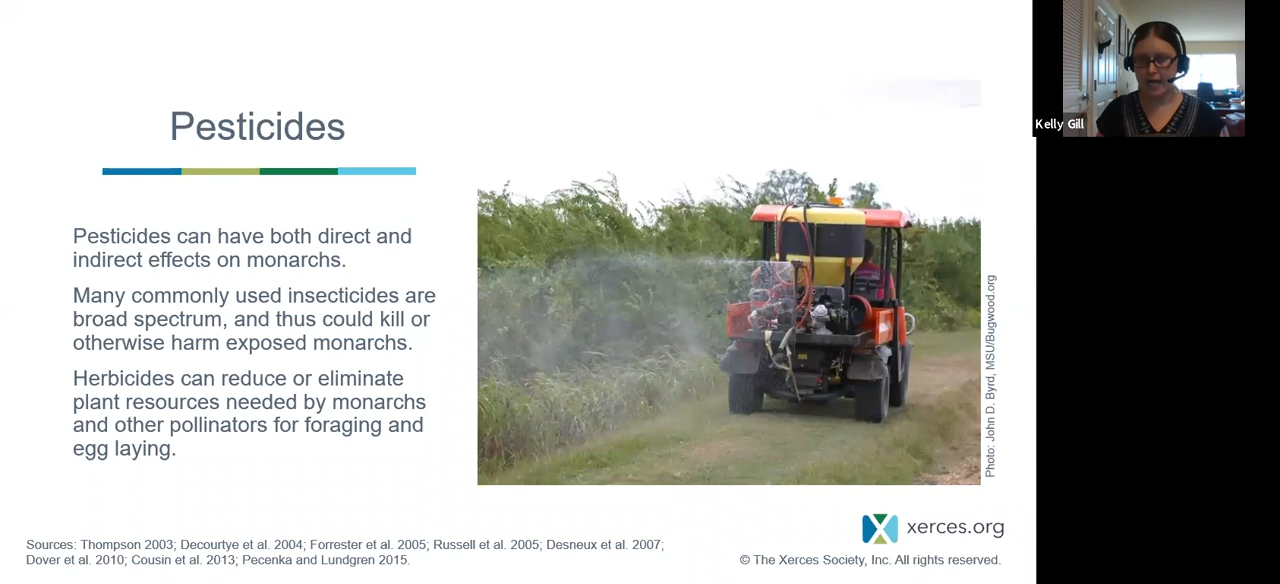 Pesticides
Pesticides can have both direct and
indirect effects on monarchs.
Many commonly used insecticides are
broad spectrum, and thus could kill or
otherwise harm exposed monarchs.
Herbicides can reduce or eliminate
plant resources needed by monarchs
and other pollinators for foraging and
egg laying.
Photo: John D. Byrd, MSU/Bugwood.org
Sources: Thompson 2003; Decourtye et al. 2004; Forrester et al. 2005; Russell et al. 2005; Desneux et al. 2007;
Dover et al. 2010; Cousin et al. 2013; Pecenka and Lundgren 2015.
xerces.org
© The Xerces Society, Inc. All rights reserved.
Kelly Gill